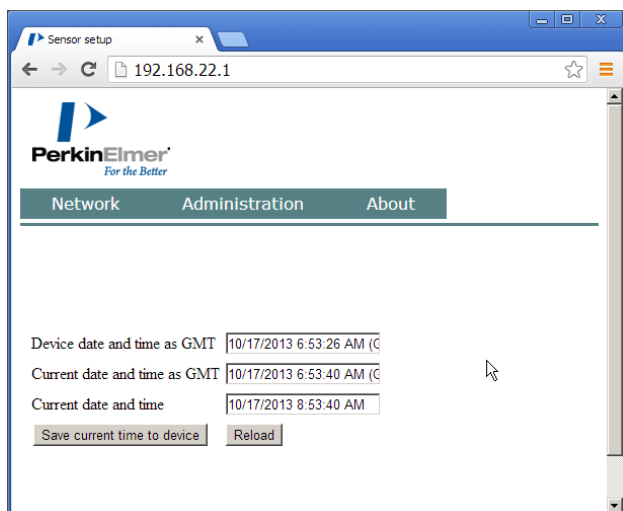 Sensor setup
192.168.22.1
PerkinElmer
For the Better
Network Administration About
Device date and time as GMT 10/17/2013 6:53:26 AM (G
Current date and time as GMT 10/17/2013 6:53:40 AM (G
Current date and time 10/17/2013 8:53:40 AM
Save current time to device Reload